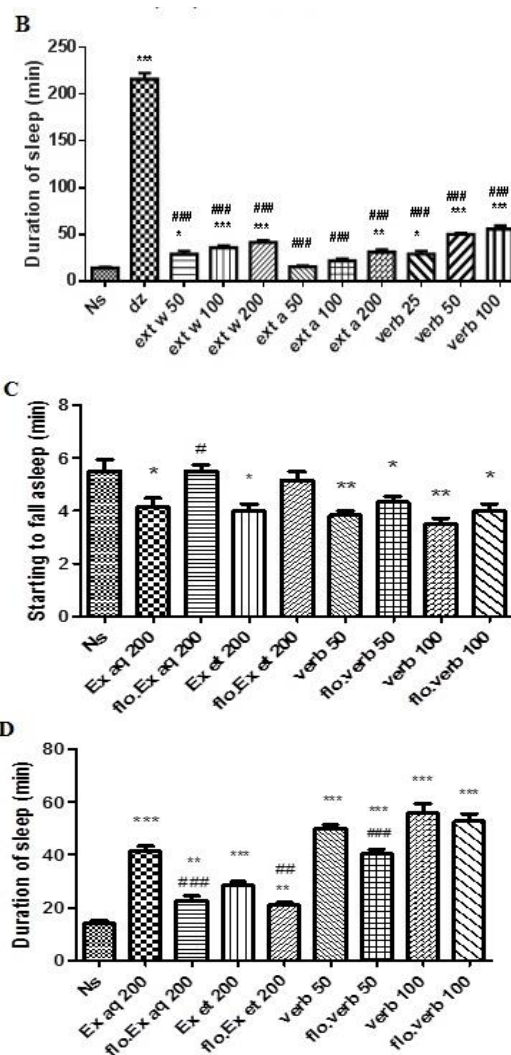 B
Duration of sleep (min)
250
200
150
100
50
0
***
###
*
###
***
###
***
###
###
###
**
###
*
###
***
###
***
Ns
dz
ext w 50
ext w 100
ext w 200
ext a 50
ext a 100
ext a 200
verb 25
verb 50
verb 100
C
Starting to fall asleep (min)
8
6
4
2
0
*
#
*
**
*
**
*
Ns
Ex aq 200
flo.Ex aq 200
Ex et 200
flo.Ex et 200
verb 50
flo.verb 50
verb 100
flo.verb 100
D
Duration of sleep (min)
80
60
40
20
0
***
**
###
***
##
**
***
***
###
***
***
Ns
Ex aq 200
flo.Ex aq 200
Ex et 200
flo.Ex et 200
verb 50
flo.verb 50
verb 100
flo.verb 100